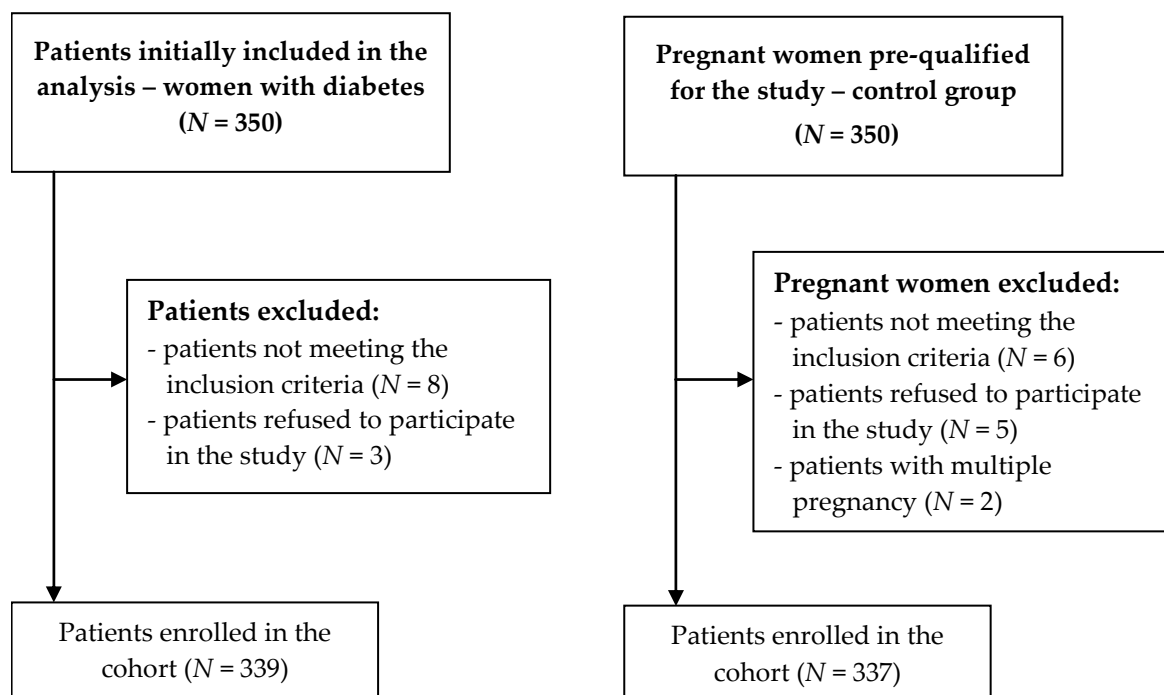 Patients initially included in the
analysis – women with diabetes
(N = 350)
Patients excluded:
- patients not meeting the
inclusion criteria (N = 8)
- patients refused to participate
in the study (N = 3)
Patients enrolled in the
cohort (N = 339)
Pregnant women pre-qualified
for the study – control group
(N = 350)
Pregnant women excluded:
- patients not meeting the
inclusion criteria (N = 6)
- patients refused to participate
in the study (N = 5)
- patients with multiple
pregnancy (N = 2)
Patients enrolled in the
cohort (N = 337)